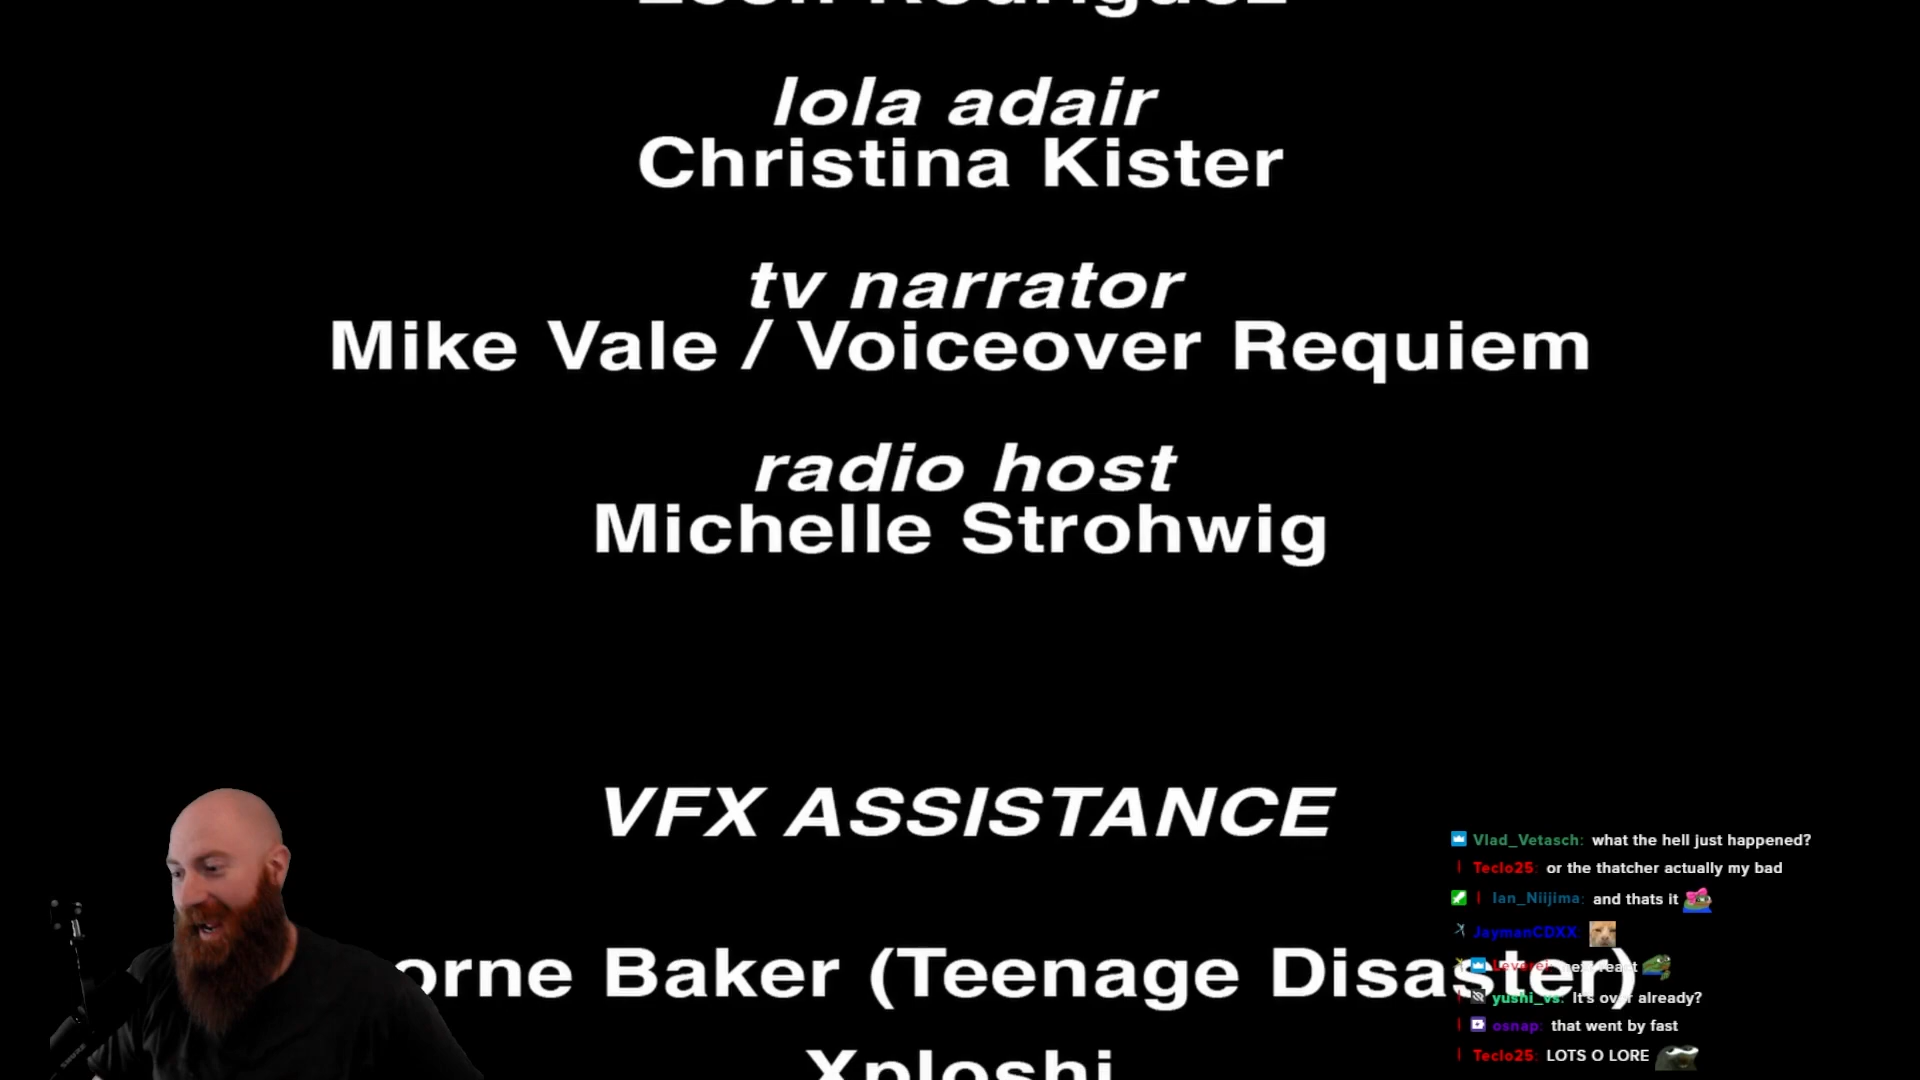 lola adair
Christina Kister
tv narrator
Mike Vale / Voiceover Requiem
radio host
Michelle Strohwig
VFX ASSISTANCE
orne Baker (Teenage Disaster)
Xploshi
Vlad_Vetasch: what the hell just happened?
Teclo25: or the thatcher actually my bad
Ian_Niijima: and thats it
JaymanCDXX:
yushi_vs: It's over already?
osnap: that went by fast
Teclo25: LOTS O LORE